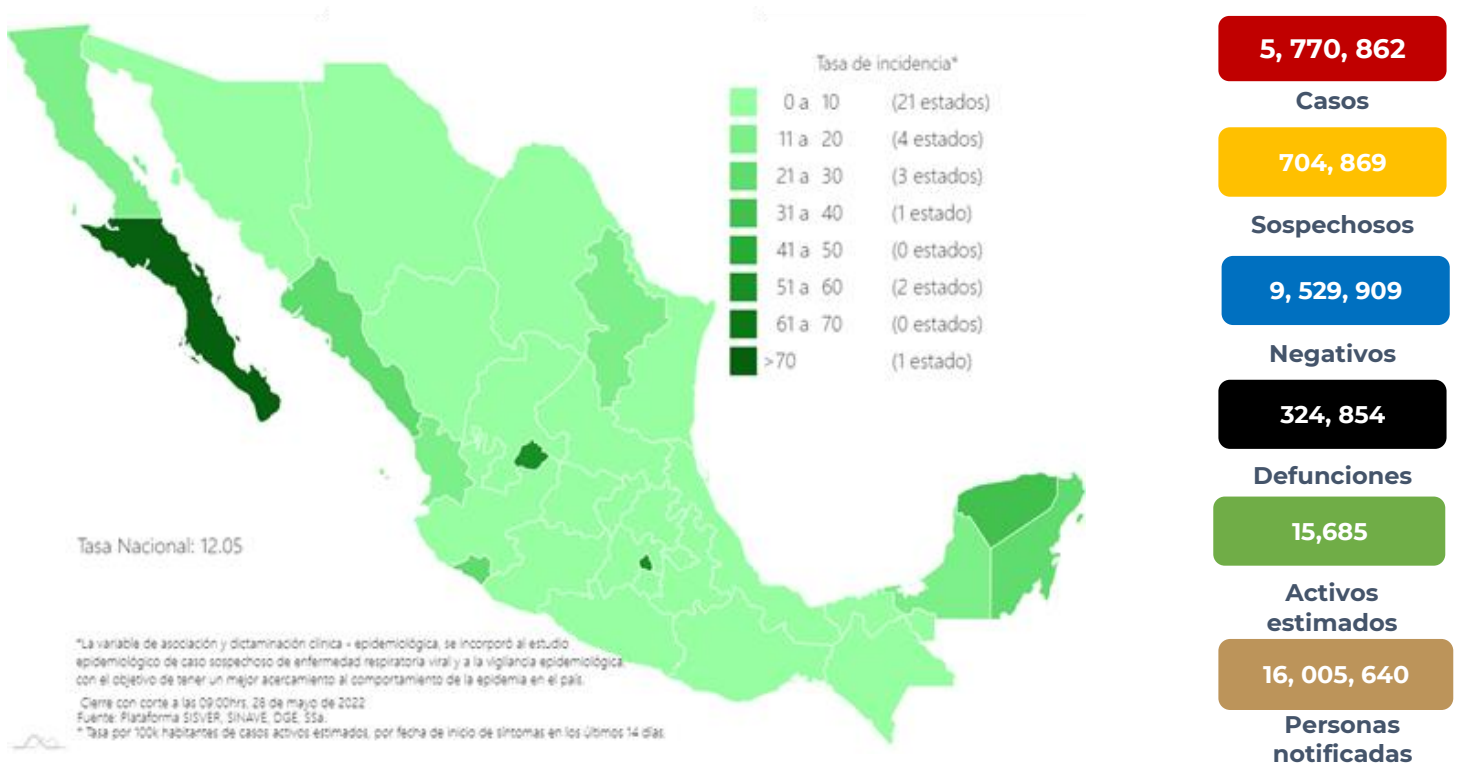 Tasa de incidencia*
0 a 10 (21 estados)
11 a 20 (4 estados)
21 a 30 (3 estados)
31 a 40 (1 estado)
41 a 50 (0 estados)
51 a 60 (2 estados)
61 a 70 (0 estados)
>70 (1 estado)
Tasa Nacional: 12.05
*La variable de asociación y dictaminación clínica - epidemiológica, se incorporó al estudio
epidemiológico de caso sospechoso de enfermedad respiratoria viral y a la vigilancia epidemiológica,
con el objetivo de tener un mejor acercamiento al comportamiento de la epidemia en el país.
Cierre con corte a las 09:00hrs, 28 de mayo de 2022
Fuente: Plataforma SISVER, SINAVE, DGE, SSa.
* Tasa por 100k habitantes de casos activos estimados, por fecha de inicio de síntomas en los últimos 14 días.
5, 770, 862
Casos
704, 869
Sospechosos
9, 529, 909
Negativos
324, 854
Defunciones
15,685
Activos
estimados
16, 005, 640
Personas
notificadas